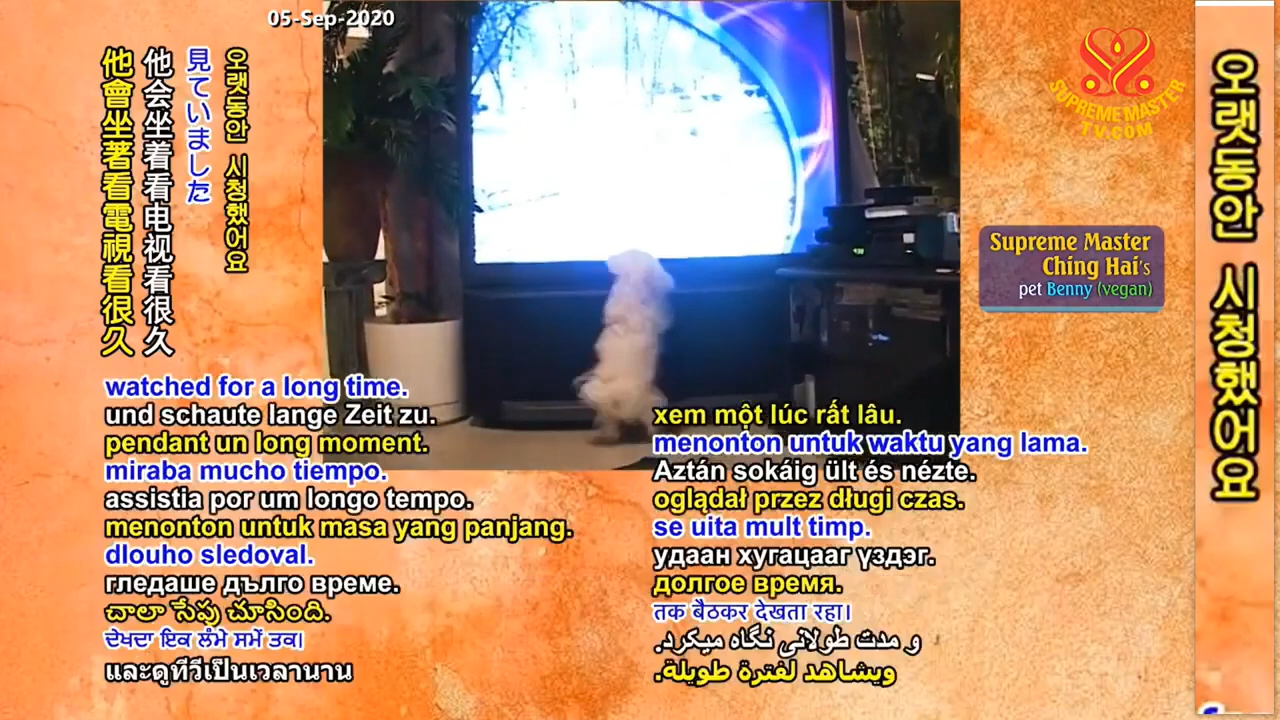 05-Sep-2020
오랫동안 시청했어요
見ていました
他会坐着看电视看很久
他會坐著看電視看很久
SUPREME MASTER
TV.COM
Supreme Master
Ching Hai's
pet Benny (vegan)
오랫동안 시청했어요
watched for a long time.
und schaute lange Zeit zu.
pendant un long moment.
miraba mucho tiempo.
assistia por um longo tempo.
menonton untuk masa yang panjang.
dlouho sledoval.
гледаше дълго време.
చాలా సేపు చూసింది.
ਦੇਖਦਾ ਇਕ ਲੰਮੇ ਸਮੇਂ ਤਕ।
และดูทีวีเป็นเวลานาน
xem một lúc rất lâu.
menonton untuk waktu yang lama.
Aztán sokáig ült és nézte.
oglądał przez długi czas.
se uita mult timp.
удаан хугацааг үздэг.
долгое время.
तक बैठकर देखता रहा।
و مدت طولانی نگاه میکرد.
ويشاهد لفترة طويلة.